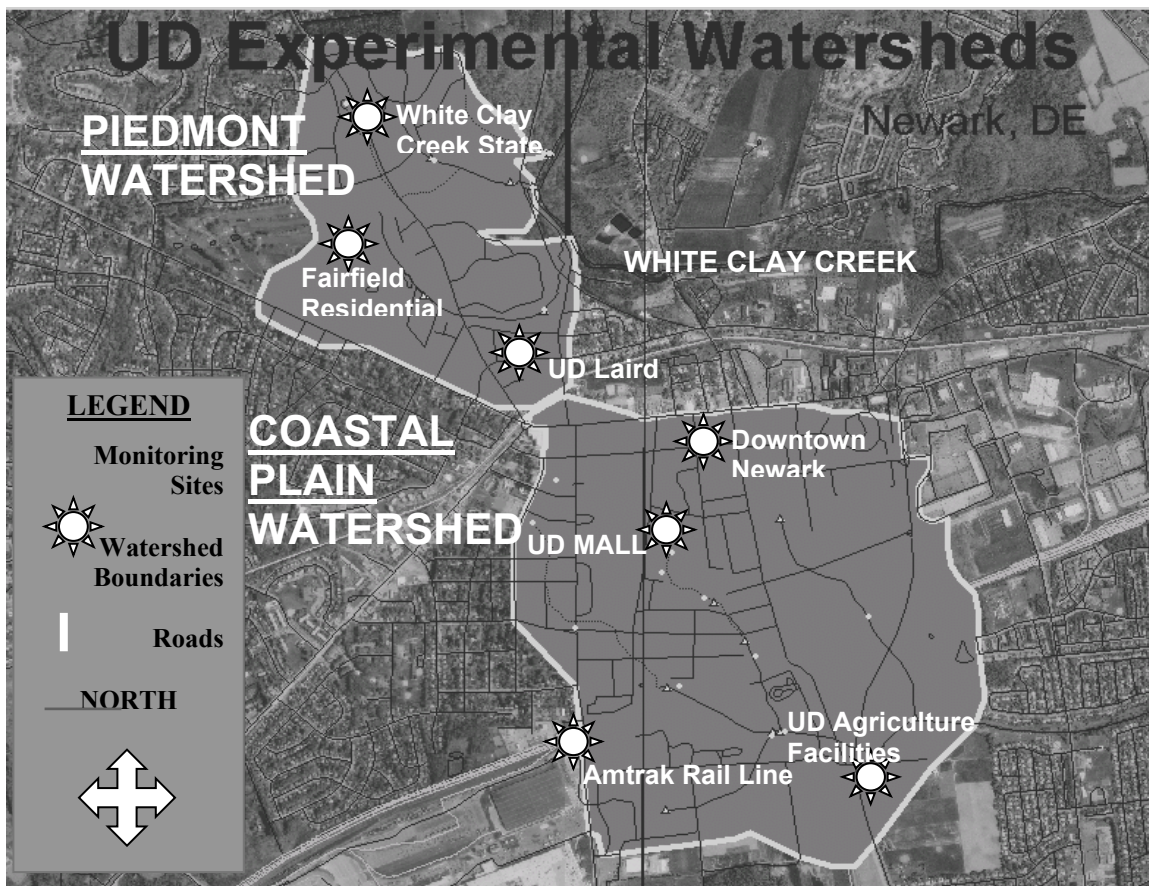 UD Experimental Watersheds
Newark, DE
PIEDMONT
WATERSHED
White Clay
Creek State
Fairfield
Residential
WHITE CLAY CREEK
UD Laird
COASTAL
PLAIN
WATERSHED
Downtown
Newark
UD MALL
UD Agriculture
Facilities
Amtrak Rail Line
LEGEND
Monitoring
Sites
Watershed
Boundaries
Roads
NORTH